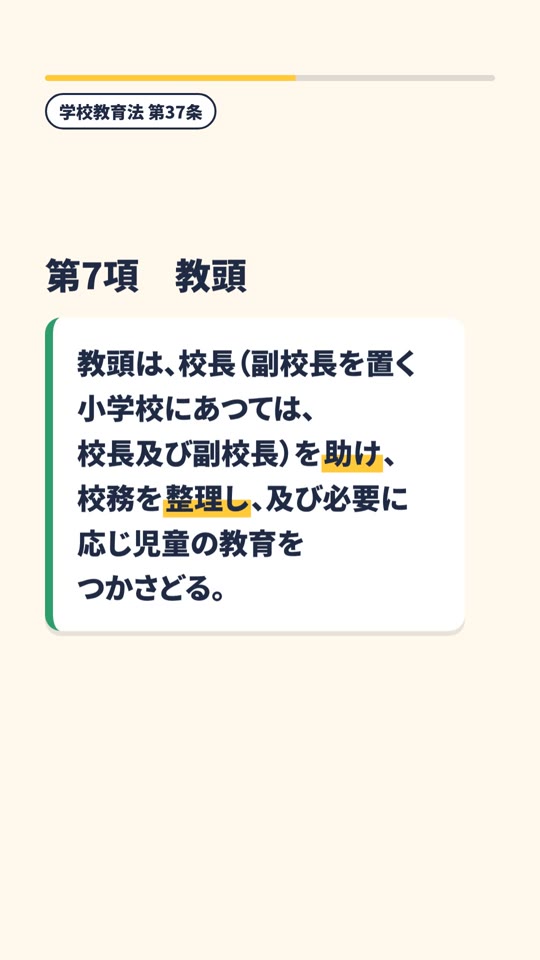 学校教育法 第37条
第7項　教頭
教頭は、校長（副校長を置く
小学校にあつては、
校長及び副校長）を助け、
校務を整理し、及び必要に
応じ児童の教育を
つかさどる。